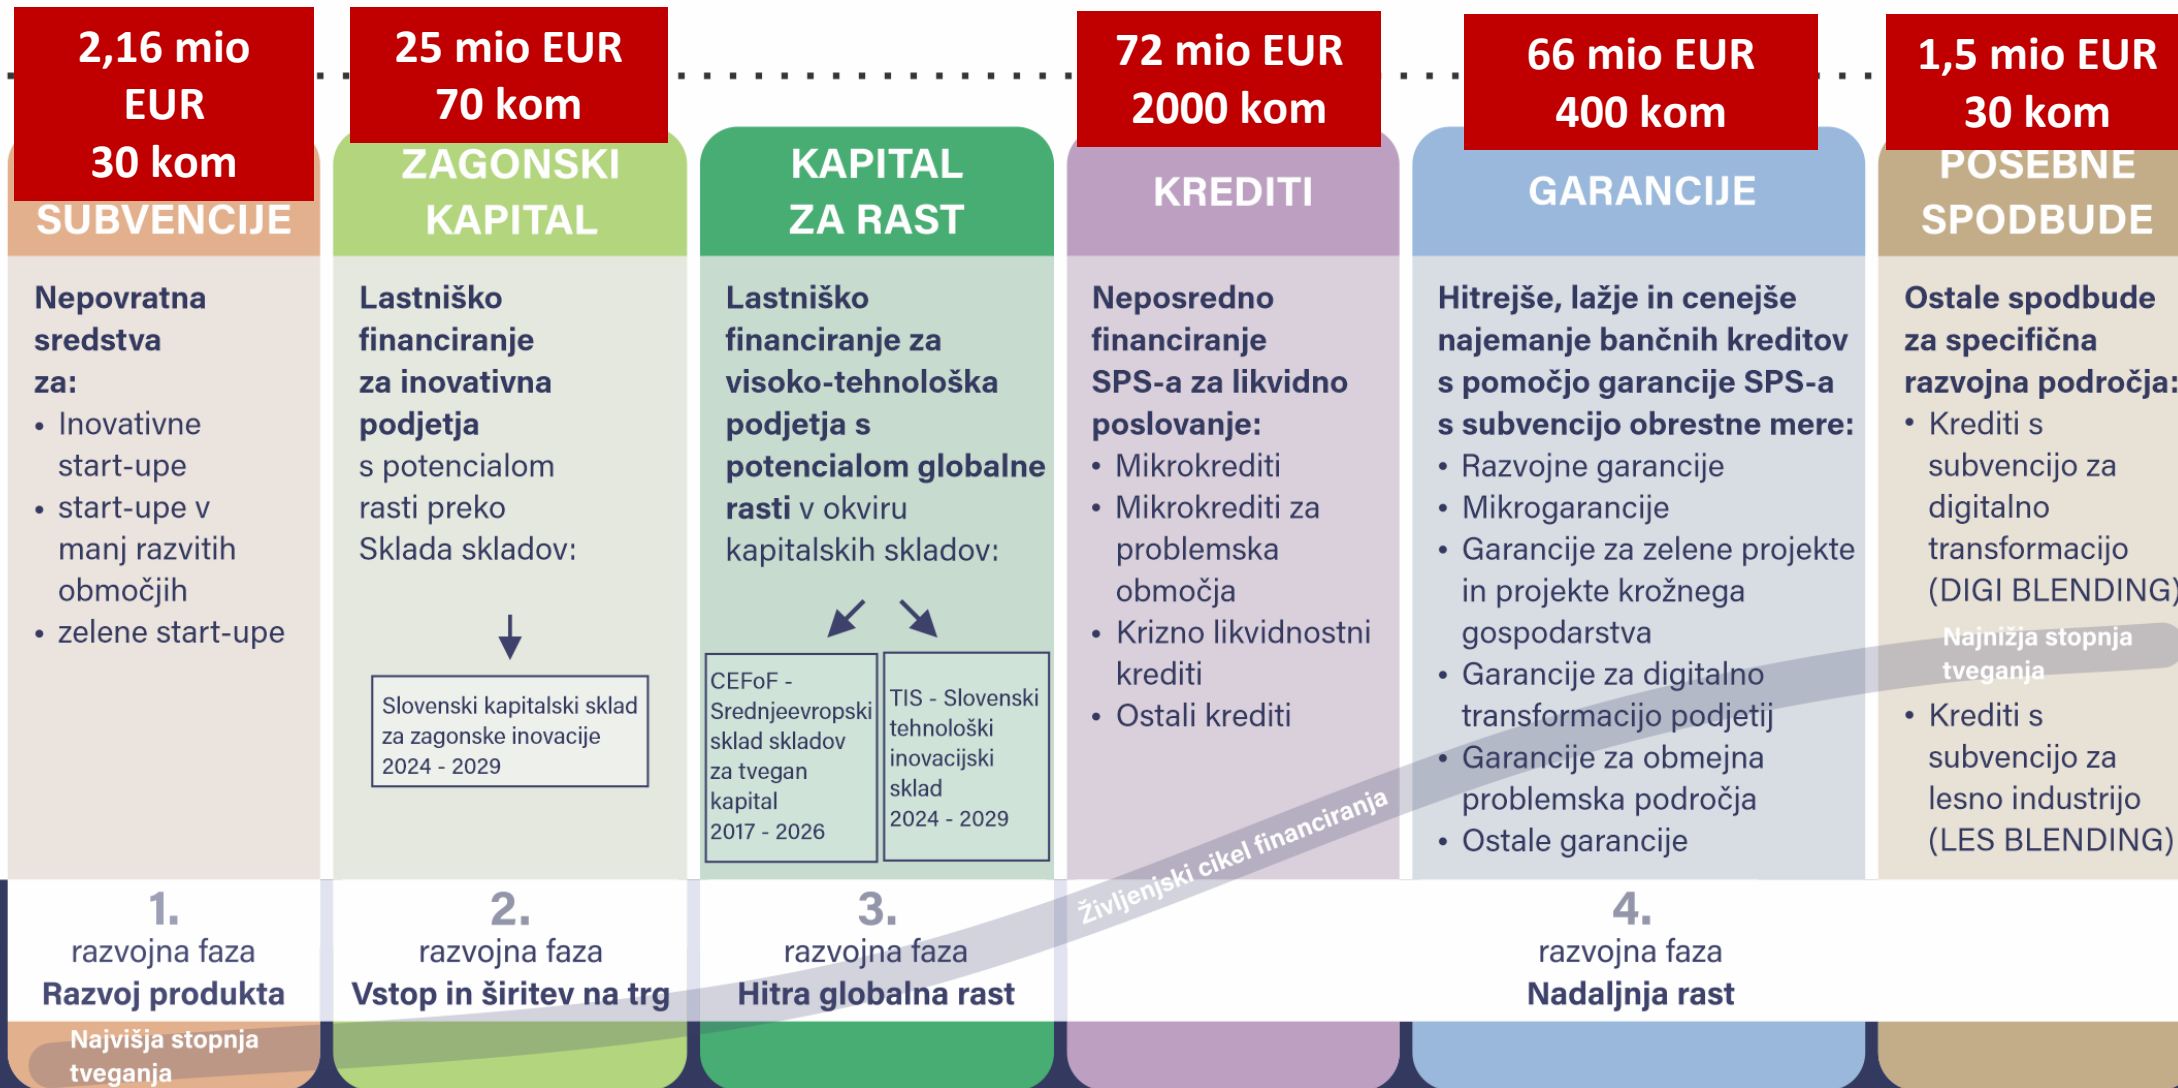 2,16 mio
EUR
30 kom
SUBVENCIJE
Nepovratna
sredstva
za:
• Inovativne
start-upe
• start-upe v
manj razvitih
območjih
• zelene start-upe
1.
razvojna faza
Razvoj produkta
Najvišja stopnja
tveganja
25 mio EUR
70 kom
ZAGONSKI
KAPITAL
Lastniško
financiranje
za inovativna
podjetja
s potencialom
rasti preko
Sklada skladov:
Slovenski kapitalski sklad
za zagonske inovacije
2024 - 2029
2.
razvojna faza
Vstop in širitev na trg
KAPITAL
ZA RAST
Lastniško
financiranje za
visoko-tehnološka
podjetja s
potencialom globalne
rasti v okviru
kapitalskih skladov:
CEFoF -
Srednjeevropski
sklad skladov
za tvegan
kapital
2017 - 2026
TIS - Slovenski
tehnološki
inovacijski
sklad
2024 - 2029
3.
razvojna faza
Hitra globalna rast
72 mio EUR
2000 kom
KREDITI
Neposredno
financiranje
SPS-a za likvidno
poslovanje:
• Mikrokrediti
• Mikrokrediti za
problemska
območja
• Krizno likvidnostni
krediti
• Ostali krediti
Življenjski cikel financiranja
66 mio EUR
400 kom
GARANCIJE
Hitrejše, lažje in cenejše
najemanje bančnih kreditov
s pomočjo garancije SPS-a
s subvencijo obrestne mere:
• Razvojne garancije
• Mikrogarancije
• Garancije za zelene projekte
in projekte krožnega
gospodarstva
• Garancije za digitalno
transformacijo podjetij
• Garancije za obmejna
problemska področja
• Ostale garancije
4.
razvojna faza
Nadaljnja rast
1,5 mio EUR
30 kom
POSEBNE
SPODBUDE
Ostale spodbude
za specifična
razvojna področja:
• Krediti s
subvencijo za
digitalno
transformacijo
(DIGI BLENDING)
Najnižja stopnja
tveganja
• Krediti s
subvencijo za
lesno industrijo
(LES BLENDING)